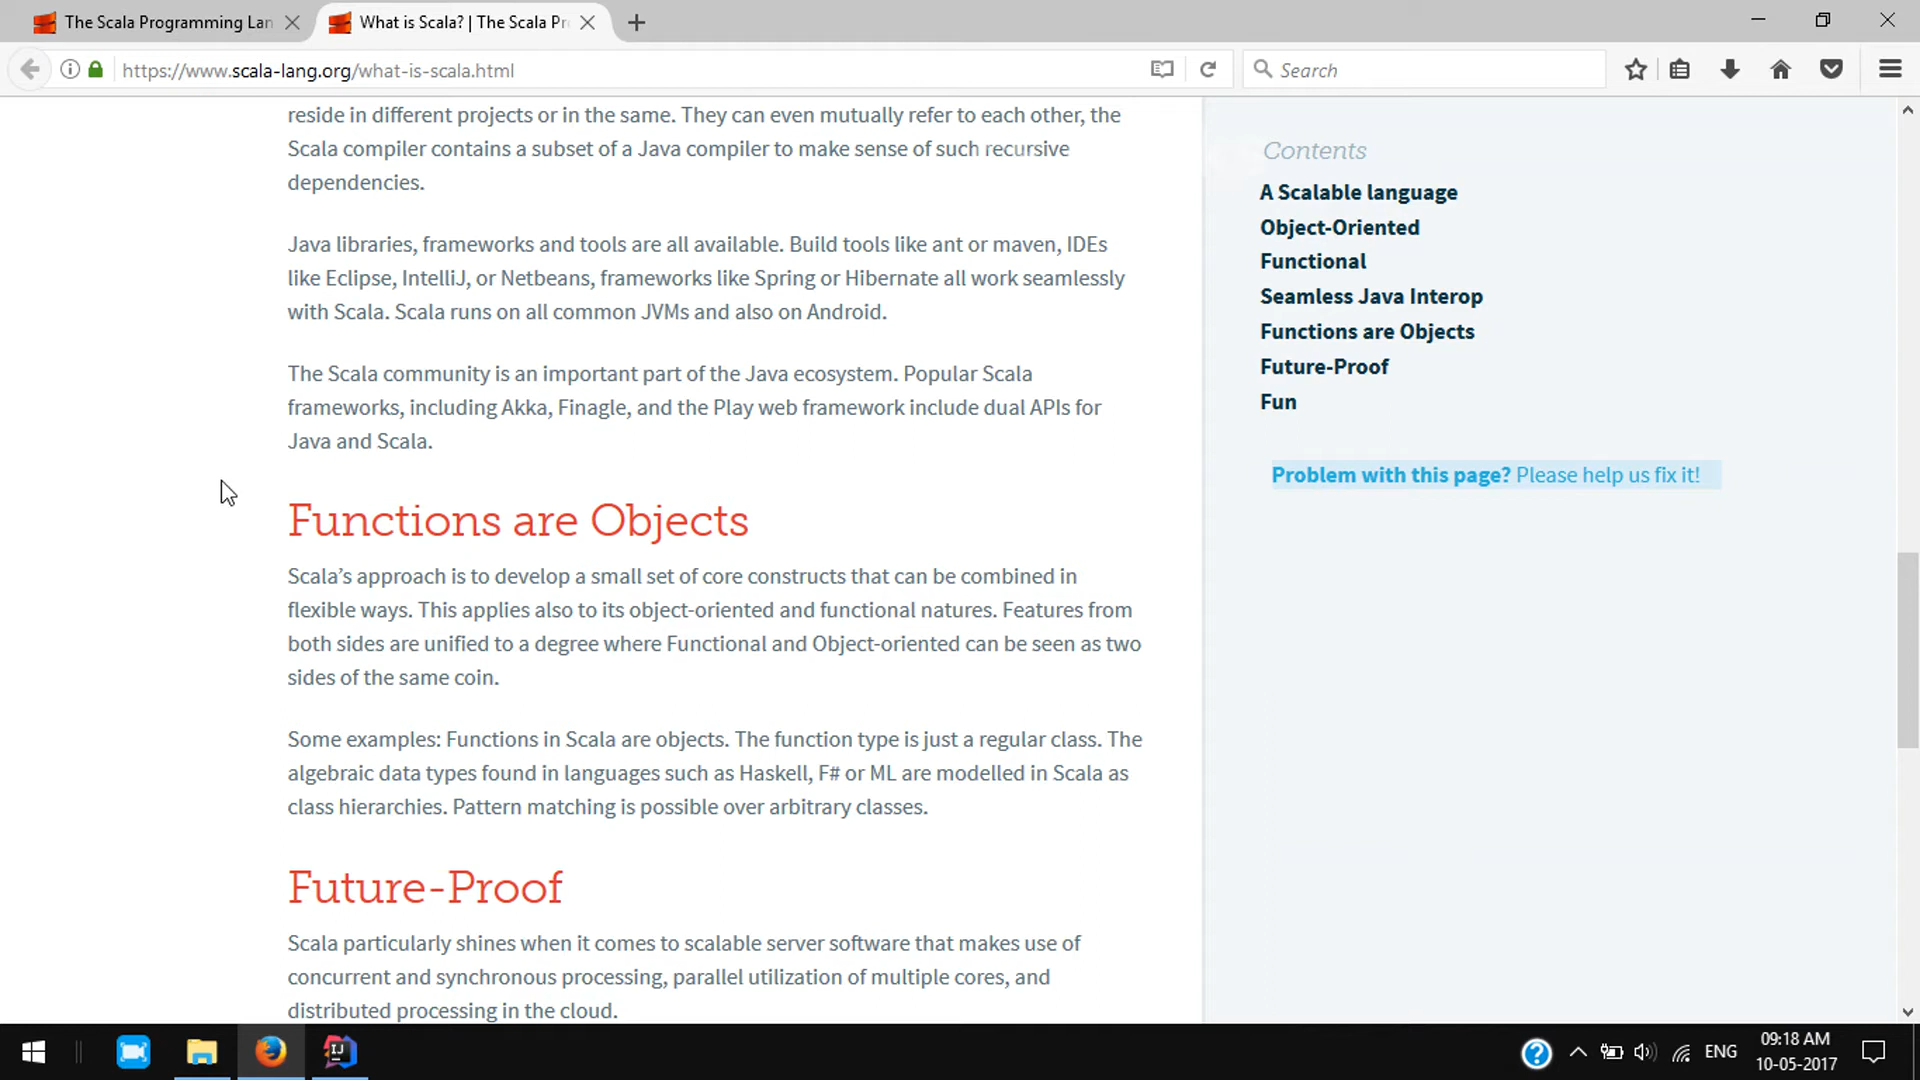 The Scala Programming Lan
What is Scala? | The Scala Pr
https://www.scala-lang.org/what-is-scala.html
Search
reside in different projects or in the same. They can even mutually refer to each other, the
Scala compiler contains a subset of a Java compiler to make sense of such recursive
dependencies.
Java libraries, frameworks and tools are all available. Build tools like ant or maven, IDEs
like Eclipse, IntelliJ, or Netbeans, frameworks like Spring or Hibernate all work seamlessly
with Scala. Scala runs on all common JVMs and also on Android.
The Scala community is an important part of the Java ecosystem. Popular Scala
frameworks, including Akka, Finagle, and the Play web framework include dual APIs for
Java and Scala.
Functions are Objects
Scala’s approach is to develop a small set of core constructs that can be combined in
flexible ways. This applies also to its object-oriented and functional natures. Features from
both sides are unified to a degree where Functional and Object-oriented can be seen as two
sides of the same coin.
Some examples: Functions in Scala are objects. The function type is just a regular class. The
algebraic data types found in languages such as Haskell, F# or ML are modelled in Scala as
class hierarchies. Pattern matching is possible over arbitrary classes.
Future-Proof
Scala particularly shines when it comes to scalable server software that makes use of
concurrent and synchronous processing, parallel utilization of multiple cores, and
distributed processing in the cloud.
Contents
A Scalable language
Object-Oriented
Functional
Seamless Java Interop
Functions are Objects
Future-Proof
Fun
Problem with this page? Please help us fix it!
IJ
ENG
09:18 AM
10-05-2017